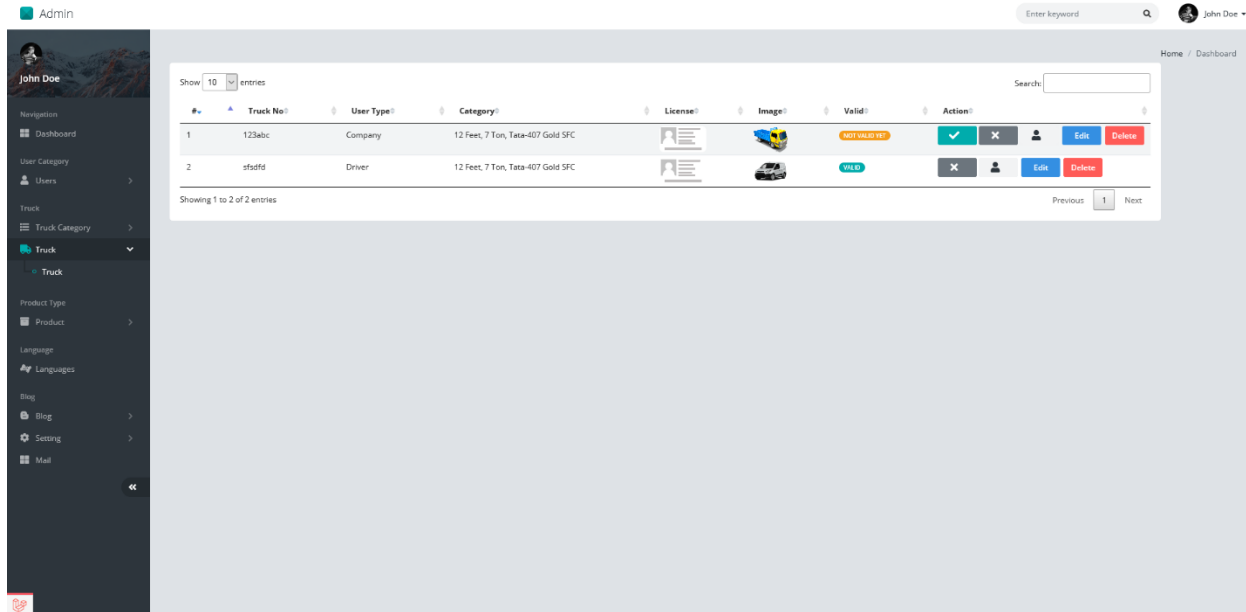 Admin
Enter keyword
John Doe
John Doe
Home / Dashboard
Navigation
Dashboard
User Category
Users
Truck
Truck Category
Truck
Truck
Product Type
Product
Language
Languages
Blog
Blog
Setting
Mail
Show 10 entries
Search:
# Truck No User Type Category License Image Valid Action
1 123abc Company 12 Feet, 7 Ton, Tata-407 Gold SFC NOT VALID YET Edit Delete
2 sfsdfd Driver 12 Feet, 7 Ton, Tata-407 Gold SFC VALID Edit Delete
Showing 1 to 2 of 2 entries
Previous 1 Next